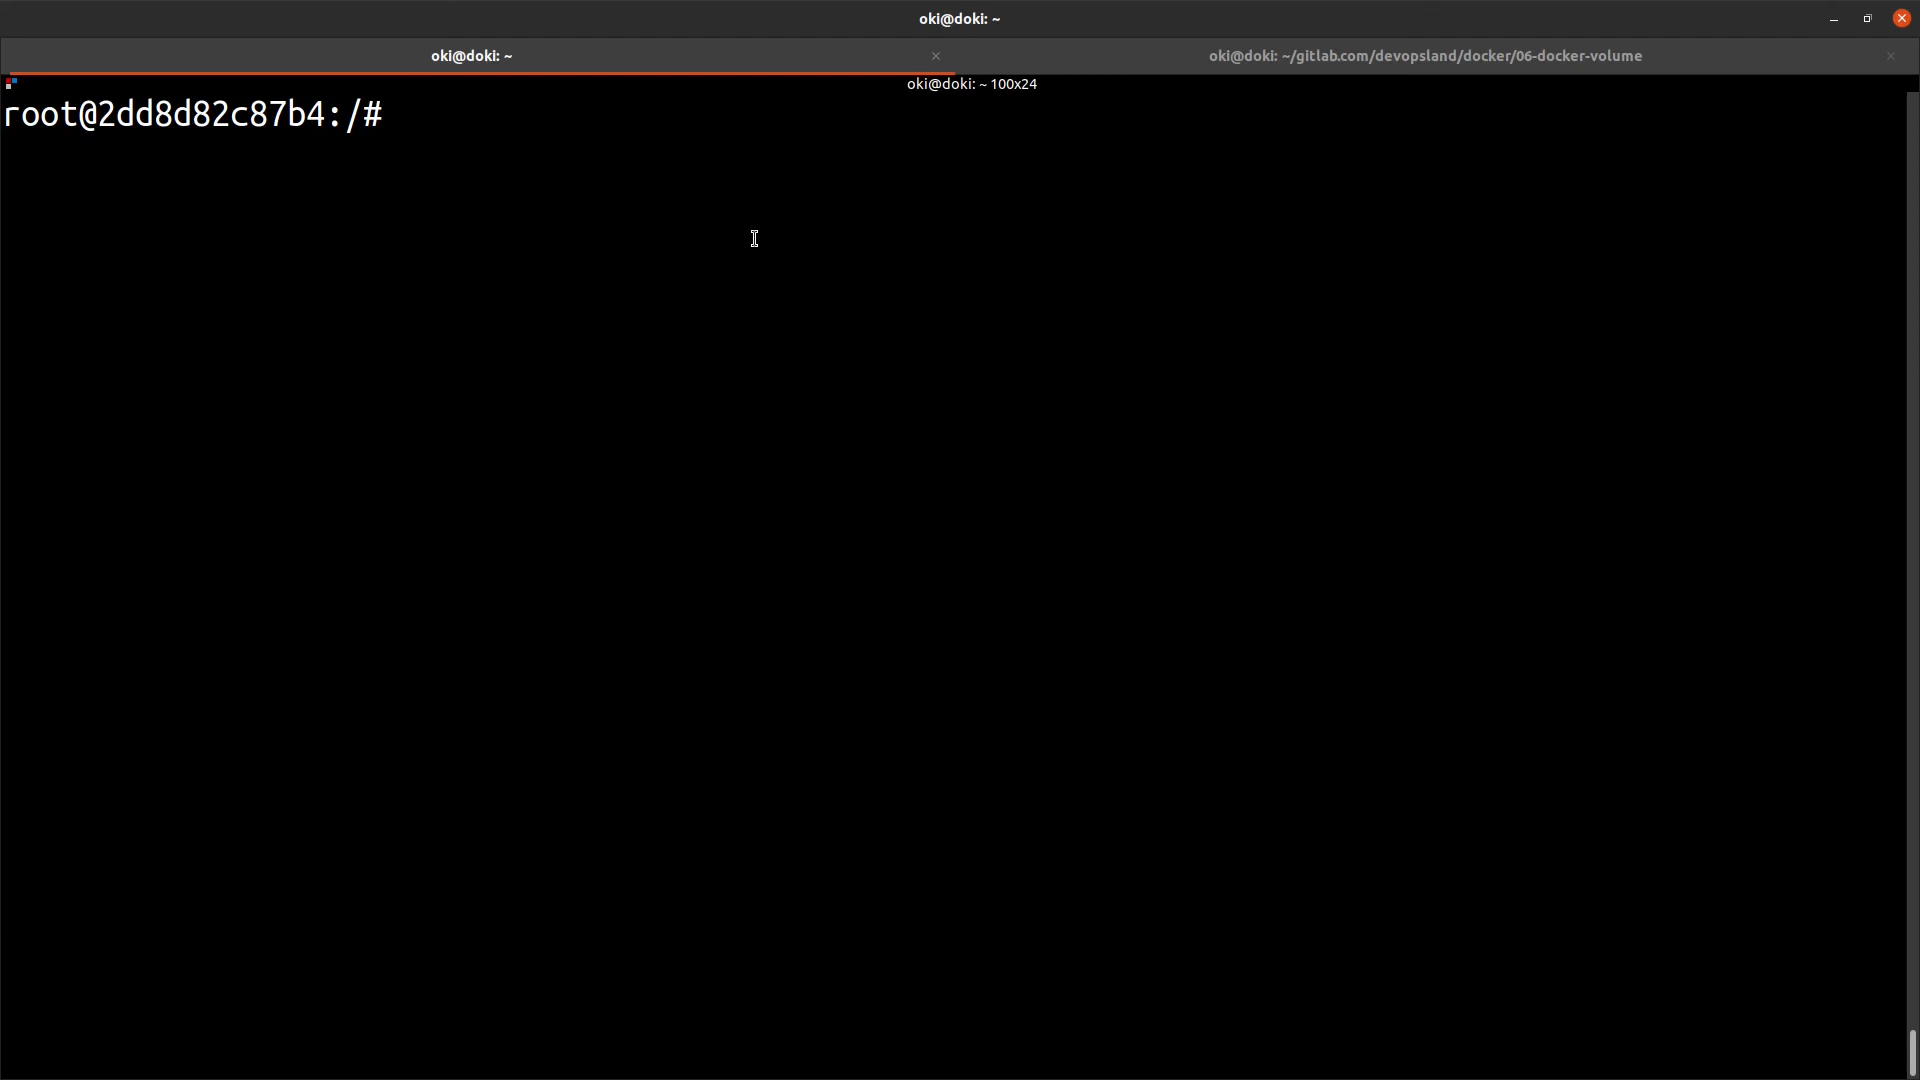 oki@doki: ~
oki@doki: ~
oki@doki: ~/gitlab.com/devopsland/docker/06-docker-volume
oki@doki: ~ 100x24
root@2dd8d82c87b4:/#